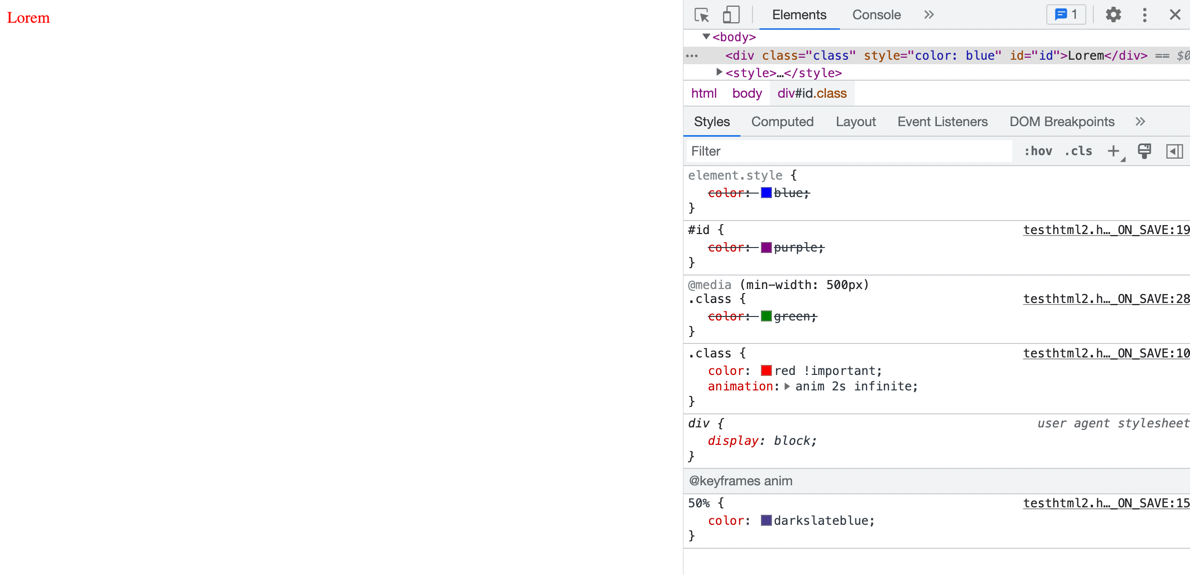 Lorem
Elements Console » 1
<body>
··· <div class="class" style="color: blue" id="id">Lorem</div> == $0
<style>…</style>
html body div#id.class
Styles Computed Layout Event Listeners DOM Breakpoints »
Filter :hov .cls +
element.style {
color: blue;
}
#id { testhtml2.h…_ON_SAVE:19
color: purple;
}
@media (min-width: 500px)
.class { testhtml2.h…_ON_SAVE:28
color: green;
}
.class { testhtml2.h…_ON_SAVE:10
color: red !important;
animation: anim 2s infinite;
}
div { user agent stylesheet
display: block;
}
@keyframes anim
50% { testhtml2.h…_ON_SAVE:15
color: darkslateblue;
}